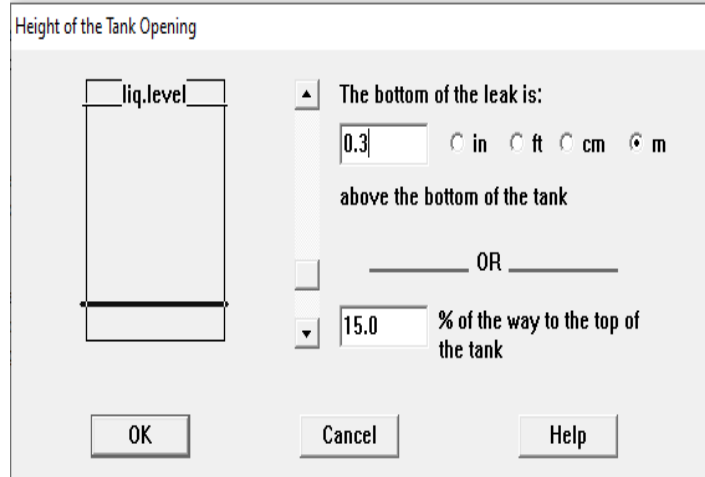 Height of the Tank Opening
liq.level
The bottom of the leak is:
0.3 in ft cm m
above the bottom of the tank
OR
15.0 % of the way to the top of
the tank
OK Cancel Help